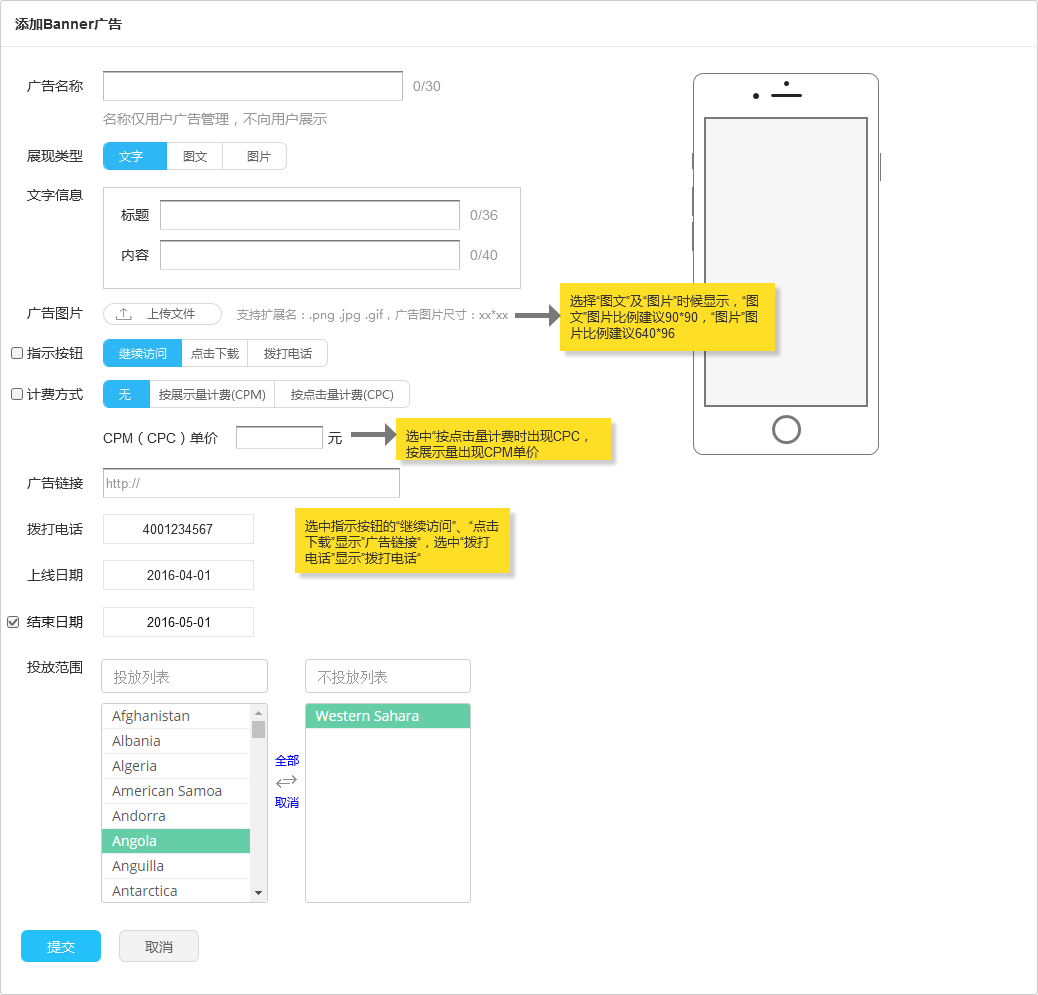 添加Banner广告
广告名称 0/30
名称仅用户广告管理，不向用户展示
展现类型 文字 图文 图片
文字信息
标题 0/36
内容 0/40
广告图片 上传文件 支持扩展名：.png .jpg .gif，广告图片尺寸：xx*xx
选择“图文”及“图片”时候显示，“图
文”图片比例建议90*90，“图片”图
片比例建议640*96
指示按钮 继续访问 点击下载 拨打电话
计费方式 无 按展示量计费(CPM) 按点击量计费(CPC)
CPM（CPC）单价 元
选中“按点击量计费时出现CPC，
按展示量出现CPM单价
广告链接 http://
拨打电话 4001234567
选中指示按钮的“继续访问”、“点击
下载”显示”广告链接“，选中“拨打
电话”显示”拨打电话“
上线日期 2016-04-01
结束日期 2016-05-01
投放范围 投放列表 不投放列表
Afghanistan Western Sahara
Albania
Algeria
American Samoa
Andorra
Angola
Anguilla
Antarctica
全部
取消
提交 取消